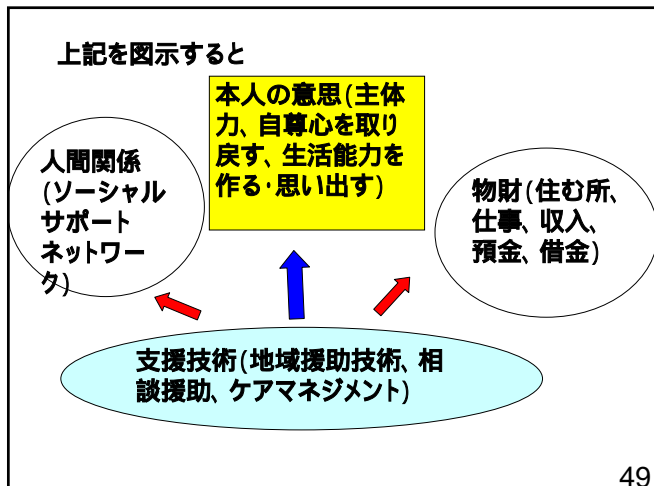 上記を図示すると
本人の意思(主体
力、自尊心を取り
戻す、生活能力を
作る・思い出す)
人間関係
(ソーシャル
サポート
ネットワー
ク)
物財(住む所、
仕事、収入、
預金、借金)
支援技術(地域援助技術、相
談援助、ケアマネジメント)
49